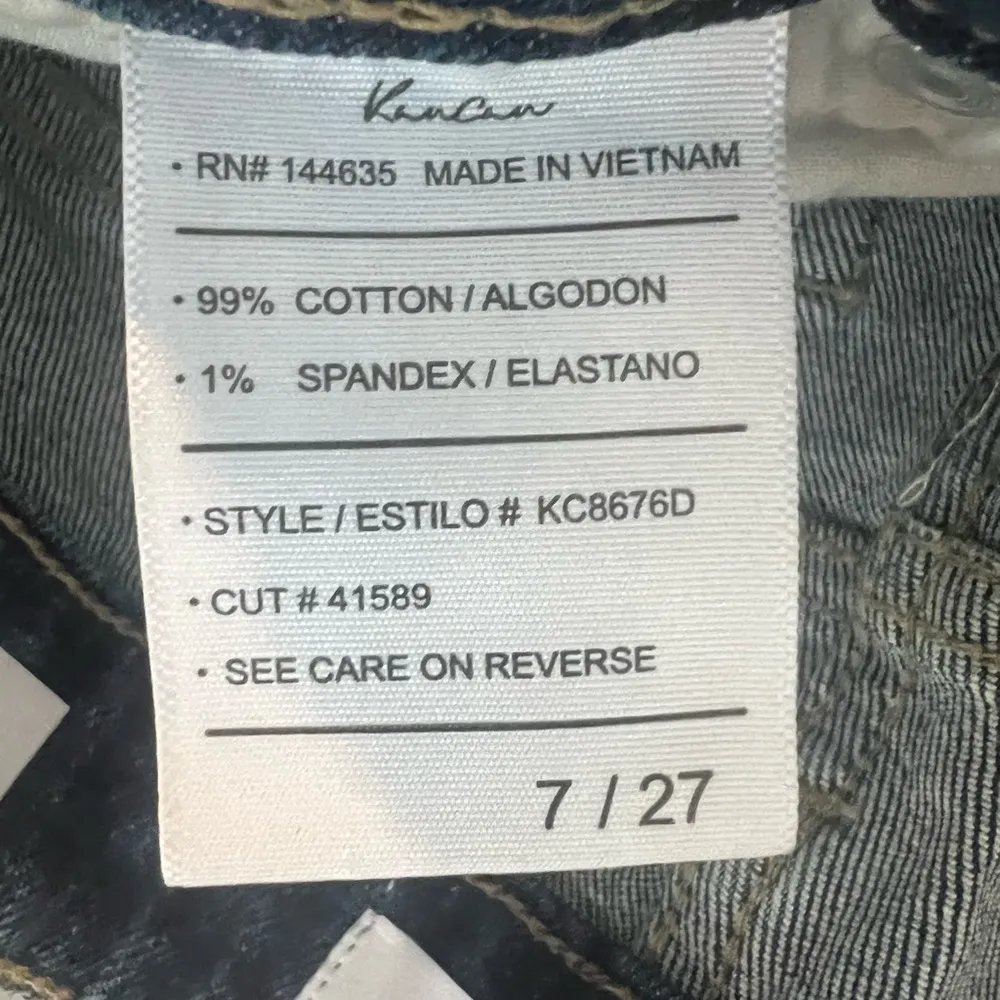 KanCan
• RN# 144635 MADE IN VIETNAM
• 99% COTTON / ALGODON
• 1% SPANDEX / ELASTANO
• STYLE / ESTILO # KC8676D
• CUT # 41589
• SEE CARE ON REVERSE
7 / 27